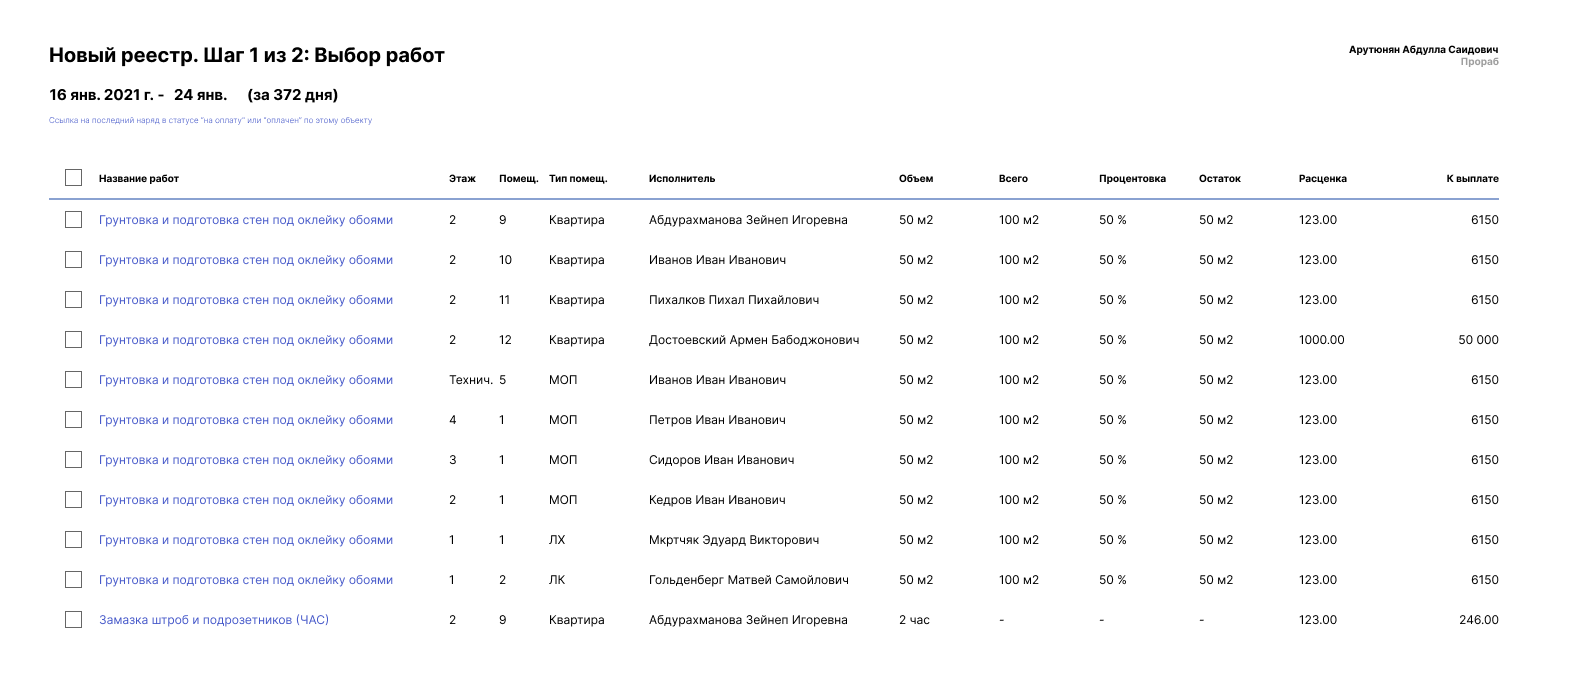 Новый реестр. Шаг 1 из 2: Выбор работ
Арутюнян Абдулла Саидович
Прораб
16 янв. 2021 г. - 24 янв. (за 372 дня)
Ссылка на последний наряд в статусе "на оплату" или "оплачен" по этому объекту
Название работ Этаж Помещ. Тип помещ. Исполнитель Объем Всего Процентовка Остаток Расценка К выплате
Грунтовка и подготовка стен под оклейку обоями 2 9 Квартира Абдурахманова Зейнеп Игоревна 50 м2 100 м2 50 % 50 м2 123.00 6150
Грунтовка и подготовка стен под оклейку обоями 2 10 Квартира Иванов Иван Иванович 50 м2 100 м2 50 % 50 м2 123.00 6150
Грунтовка и подготовка стен под оклейку обоями 2 11 Квартира Пихалков Пихал Пихайлович 50 м2 100 м2 50 % 50 м2 123.00 6150
Грунтовка и подготовка стен под оклейку обоями 2 12 Квартира Достоевский Армен Бабоджонович 50 м2 100 м2 50 % 50 м2 1000.00 50 000
Грунтовка и подготовка стен под оклейку обоями Технич. 5 МОП Иванов Иван Иванович 50 м2 100 м2 50 % 50 м2 123.00 6150
Грунтовка и подготовка стен под оклейку обоями 4 1 МОП Петров Иван Иванович 50 м2 100 м2 50 % 50 м2 123.00 6150
Грунтовка и подготовка стен под оклейку обоями 3 1 МОП Сидоров Иван Иванович 50 м2 100 м2 50 % 50 м2 123.00 6150
Грунтовка и подготовка стен под оклейку обоями 2 1 МОП Кедров Иван Иванович 50 м2 100 м2 50 % 50 м2 123.00 6150
Грунтовка и подготовка стен под оклейку обоями 1 1 ЛХ Мкртчяк Эдуард Викторович 50 м2 100 м2 50 % 50 м2 123.00 6150
Грунтовка и подготовка стен под оклейку обоями 1 2 ЛК Гольденберг Матвей Самойлович 50 м2 100 м2 50 % 50 м2 123.00 6150
Замазка штроб и подрозетников (ЧАС) 2 9 Квартира Абдурахманова Зейнеп Игоревна 2 час - - - 123.00 246.00